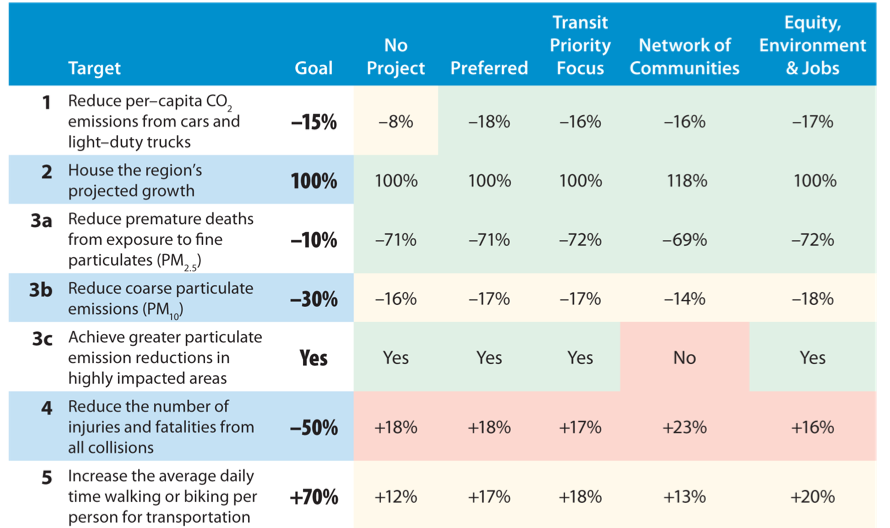 Target Goal No Project Preferred Transit Priority Focus Network of Communities Equity, Environment & Jobs
1 Reduce per–capita CO2
emissions from cars and
light–duty trucks
–15% –8% –18% –16% –16% –17%
2 House the region's
projected growth
100% 100% 100% 100% 118% 100%
3a Reduce premature deaths
from exposure to fine
particulates (PM2.5)
–10% –71% –71% –72% –69% –72%
3b Reduce coarse particulate
emissions (PM10)
–30% –16% –17% –17% –14% –18%
3c Achieve greater particulate
emission reductions in
highly impacted areas
Yes Yes Yes Yes No Yes
4 Reduce the number of
injuries and fatalities from
all collisions
–50% +18% +18% +17% +23% +16%
5 Increase the average daily
time walking or biking per
person for transportation
+70% +12% +17% +18% +13% +20%